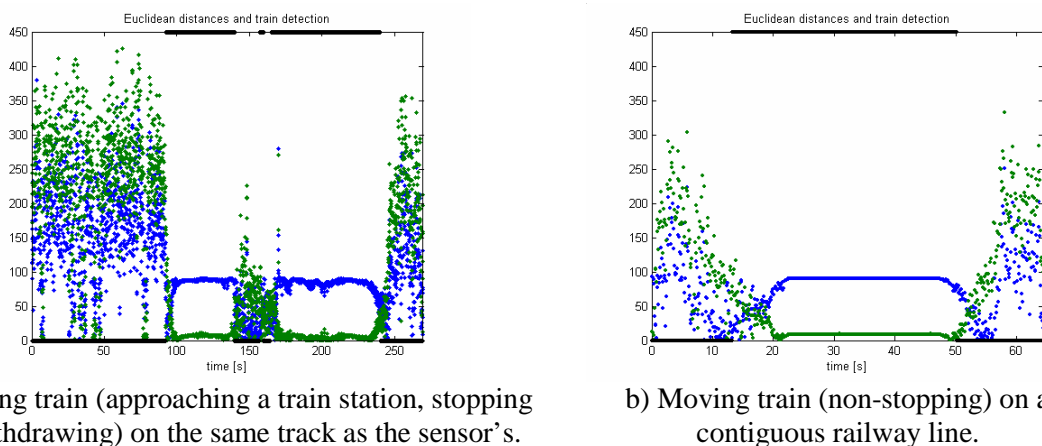 Euclidean distances and train detection
450
400
350
300
250
200
150
100
50
0
0 50 100 150 200 250
time [s]
ng train (approaching a train station, stopping
thdrawing) on the same track as the sensor's.
Euclidean distances and train detection
450
400
350
300
250
200
150
100
50
0
0 10 20 30 40 50 60
time [s]
b) Moving train (non-stopping) on a
contiguous railway line.